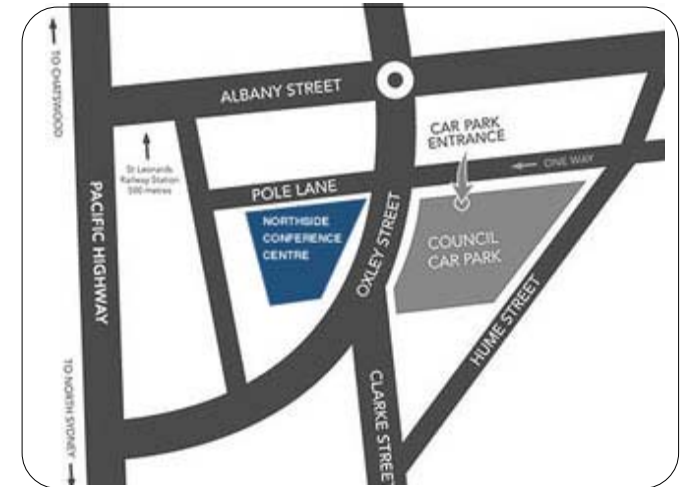 TO CHATSWOOD
ALBANY STREET
CAR PARK
ENTRANCE
ONE WAY
St Leonards
Railway Station
500 metres
POLE LANE
PACIFIC HIGHWAY
NORTHSIDE
CONFERENCE
CENTRE
OXLEY STREET
COUNCIL
CAR PARK
HUME STREET
TO NORTH SYDNEY
CLARKE STREE